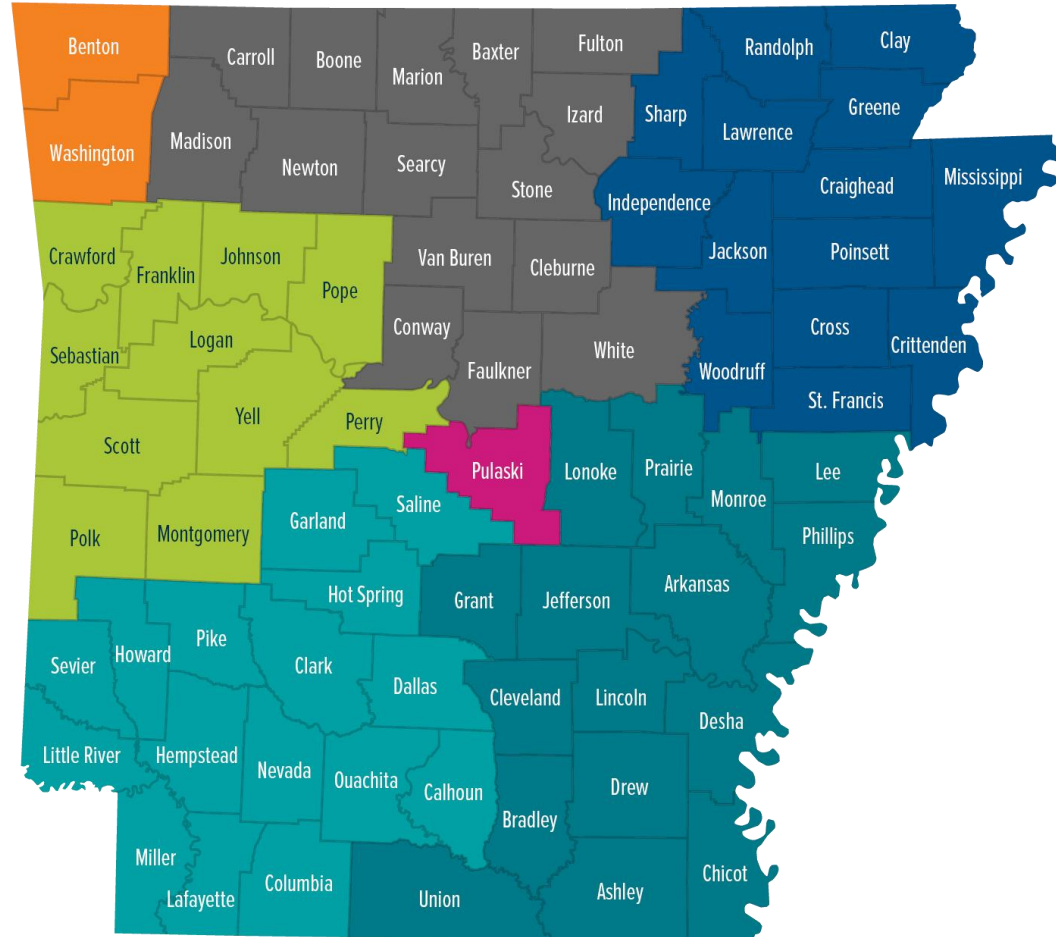 Benton
Carroll
Boone
Marion
Baxter
Fulton
Randolph
Clay
Washington
Madison
Newton
Searcy
Izard
Sharp
Lawrence
Greene
Stone
Independence
Craighead
Mississippi
Crawford
Franklin
Johnson
Pope
Van Buren
Cleburne
Jackson
Poinsett
Sebastian
Logan
Conway
Faulkner
White
Woodruff
Cross
Crittenden
Scott
Yell
Perry
Pulaski
Lonoke
Prairie
Monroe
St. Francis
Lee
Polk
Montgomery
Garland
Saline
Phillips
Hot Spring
Grant
Jefferson
Arkansas
Sevier
Howard
Pike
Clark
Dallas
Cleveland
Lincoln
Desha
Little River
Hempstead
Nevada
Ouachita
Calhoun
Bradley
Drew
Miller
Lafayette
Columbia
Union
Ashley
Chicot